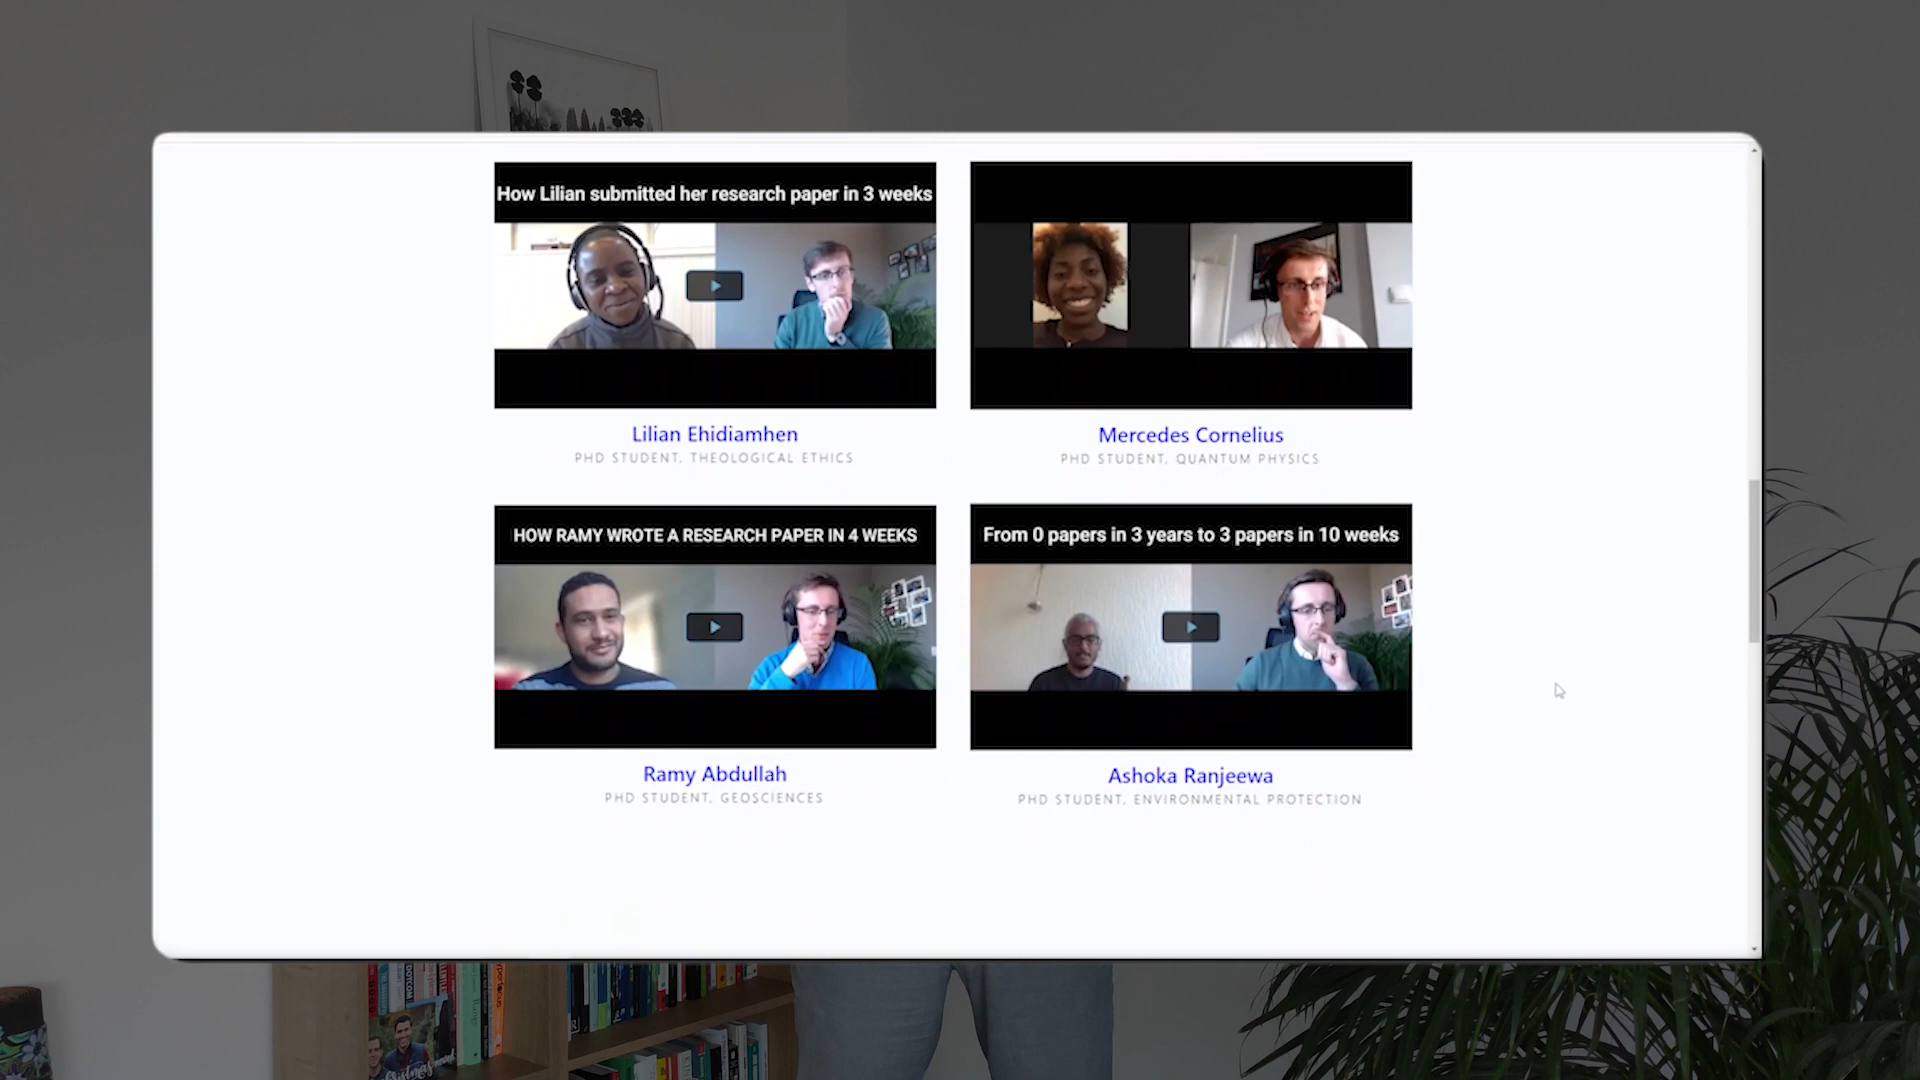 How Lilian submitted her research paper in 3 weeks
Lilian Ehidiamhen
PHD STUDENT, THEOLOGICAL ETHICS
Mercedes Cornelius
PHD STUDENT, QUANTUM PHYSICS
HOW RAMY WROTE A RESEARCH PAPER IN 4 WEEKS
Ramy Abdullah
PHD STUDENT, GEOSCIENCES
From 0 papers in 3 years to 3 papers in 10 weeks
Ashoka Ranjeewa
PHD STUDENT, ENVIRONMENTAL PROTECTION